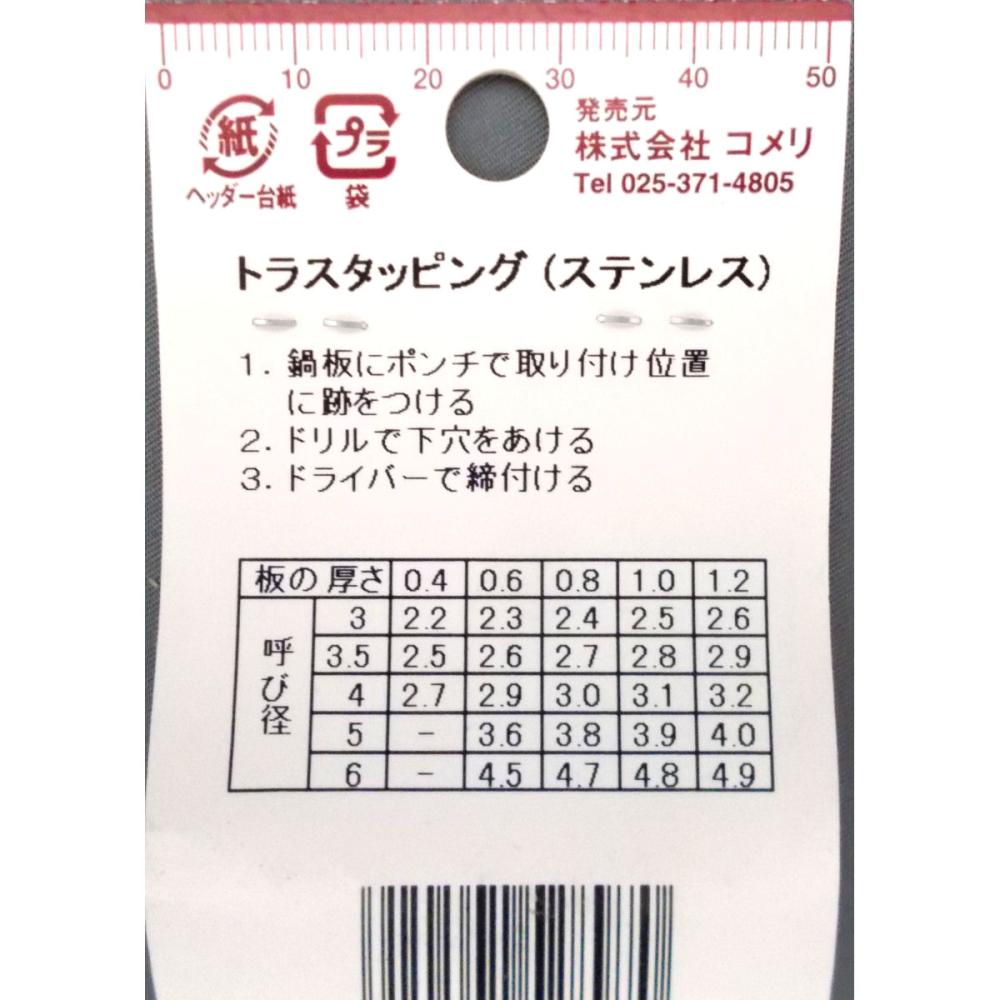 0 10 20 30 40 50
紙 プラ
ヘッダー台紙 袋
発売元
株式会社 コメリ
Tel 025-371-4805
トラスタッピング(ステンレス)
1. 鍋板にポンチで取り付け位置
に跡をつける
2. ドリルで下穴をあける
3. ドライバーで締付ける
板の厚さ 0.4 0.6 0.8 1.0 1.2
呼び径
3 2.2 2.3 2.4 2.5 2.6
3.5 2.5 2.6 2.7 2.8 2.9
4 2.7 2.9 3.0 3.1 3.2
5 - 3.6 3.8 3.9 4.0
6 - 4.5 4.7 4.8 4.9